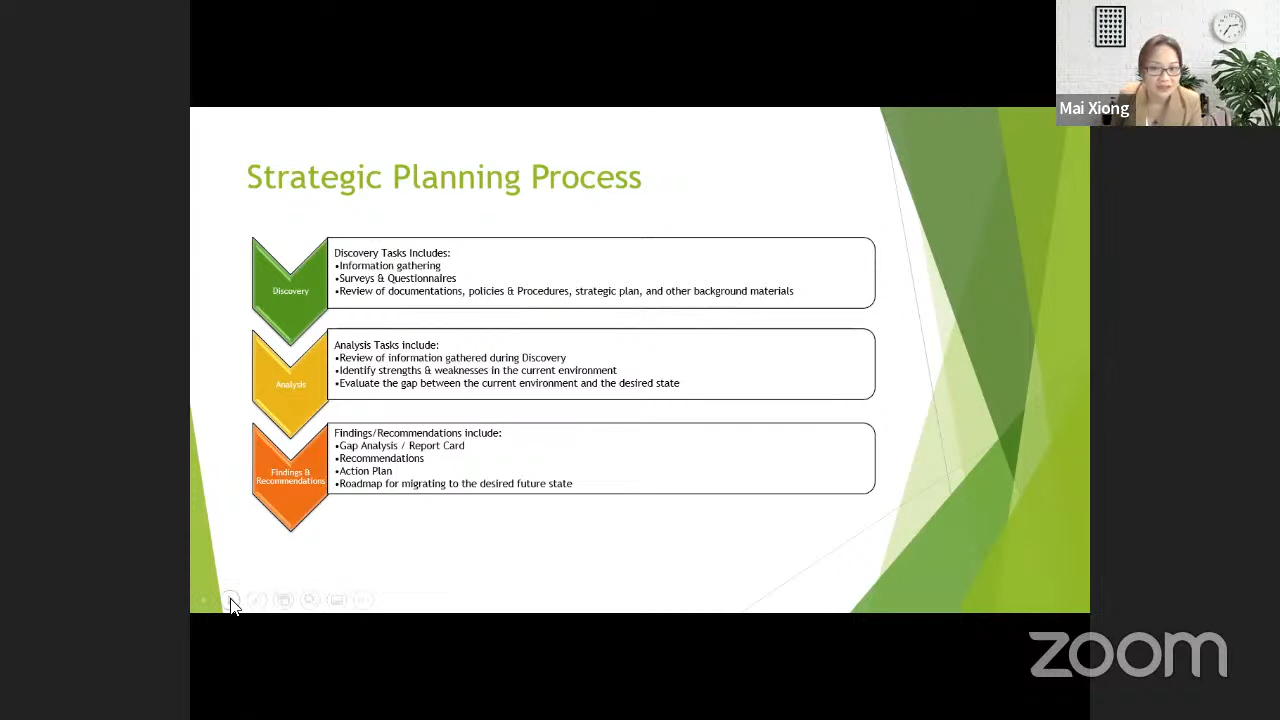 Mai Xiong
Strategic Planning Process
Discovery
Discovery Tasks Includes:
•Information gathering
•Surveys & Questionnaires
•Review of documentations, policies & Procedures, strategic plan, and other background materials
Analysis
Analysis Tasks include:
•Review of information gathered during Discovery
•Identify strengths & weaknesses in the current environment
•Evaluate the gap between the current environment and the desired state
Findings &
Recommendations
Findings/Recommendations include:
•Gap Analysis / Report Card
•Recommendations
•Action Plan
•Roadmap for migrating to the desired future state
zoom